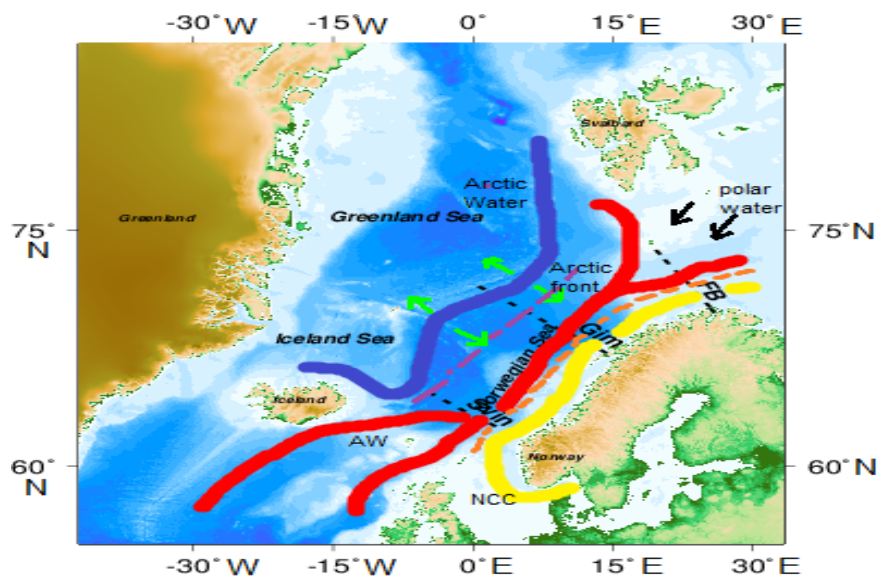 -30°W -15°W 0° 15°E 30°E
Svalbard
Arctic
Water
polar
water
Greenland
Greenland Sea
75°
N
75°N
Arctic
front
FB
Iceland Sea
Gim
Norwegian Sea
Iceland
Svin
AW
Norway
60°
N
60°N
NCC
-30°W -15°W 0° 15°E 30°E